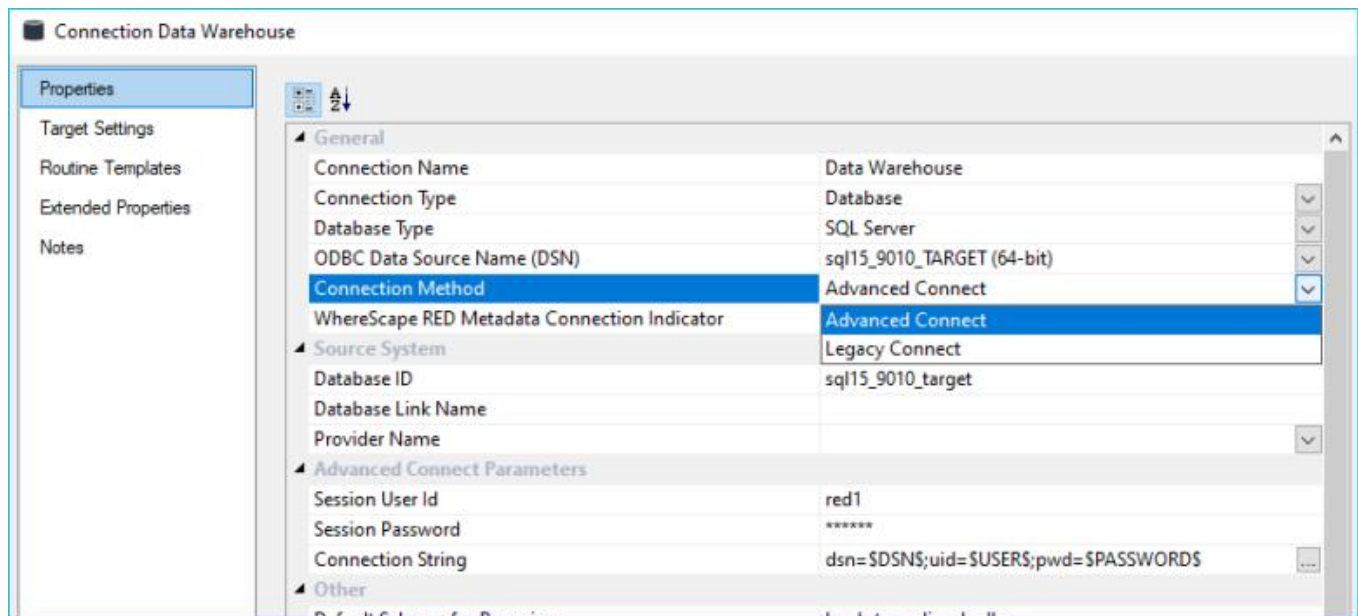 Connection Data Warehouse
Properties
Target Settings
Routine Templates
Extended Properties
Notes
General
Connection Name Data Warehouse
Connection Type Database
Database Type SQL Server
ODBC Data Source Name (DSN) sql15_9010_TARGET (64-bit)
Connection Method Advanced Connect
WhereScape RED Metadata Connection Indicator Advanced Connect
Source System Legacy Connect
Database ID sql15_9010_target
Database Link Name
Provider Name
Advanced Connect Parameters
Session User Id red1
Session Password ******
Connection String dsn=$DSN$;uid=$USER$;pwd=$PASSWORD$ ...
Other